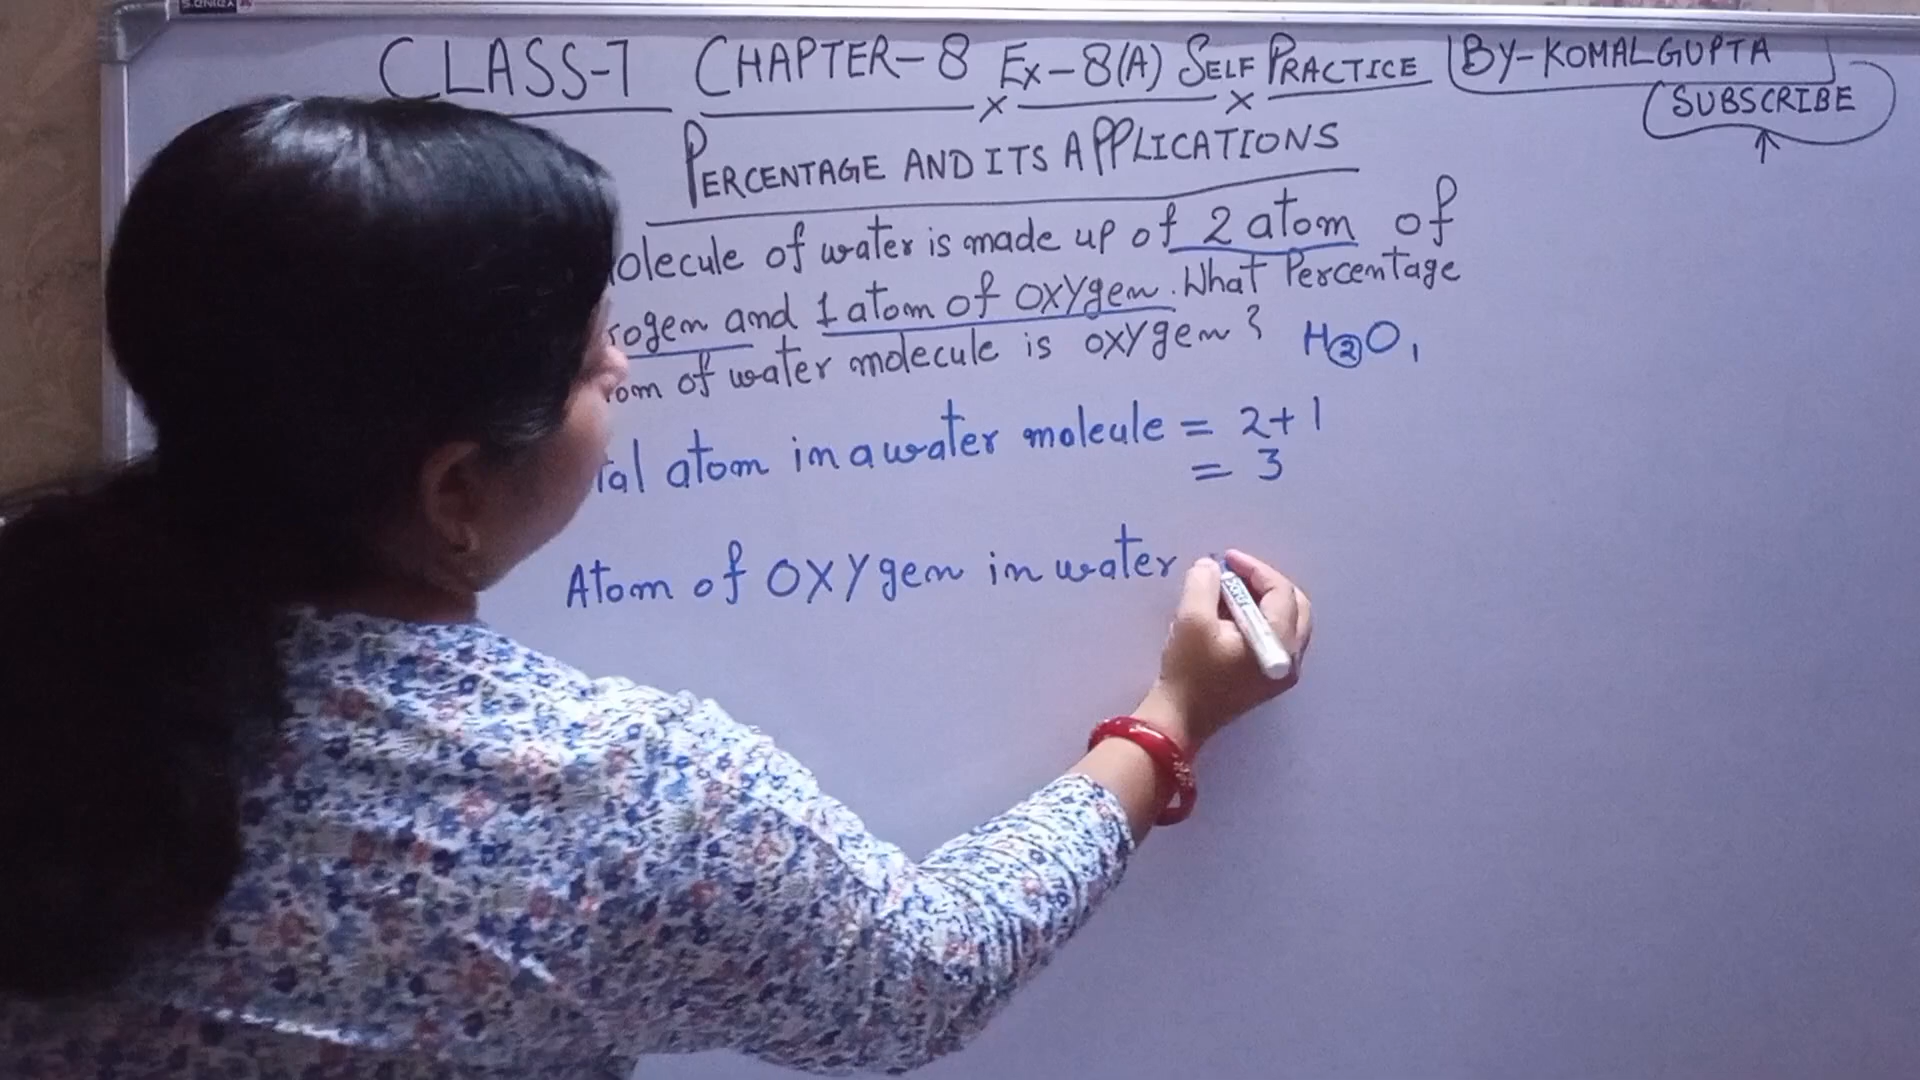 CLASS-7 CHAPTER-8 Ex-8(A) SELF PRACTICE BY-KOMAL GUPTA
SUBSCRIBE
PERCENTAGE AND ITS APPLICATIONS
olecule of water is made up of 2 atom of
rogen and 1 atom of oxygen. What Percentage
om of water molecule is oxygen? H2O,
tal atom in a water moleule = 2+1
= 3
Atom of oxygen in water